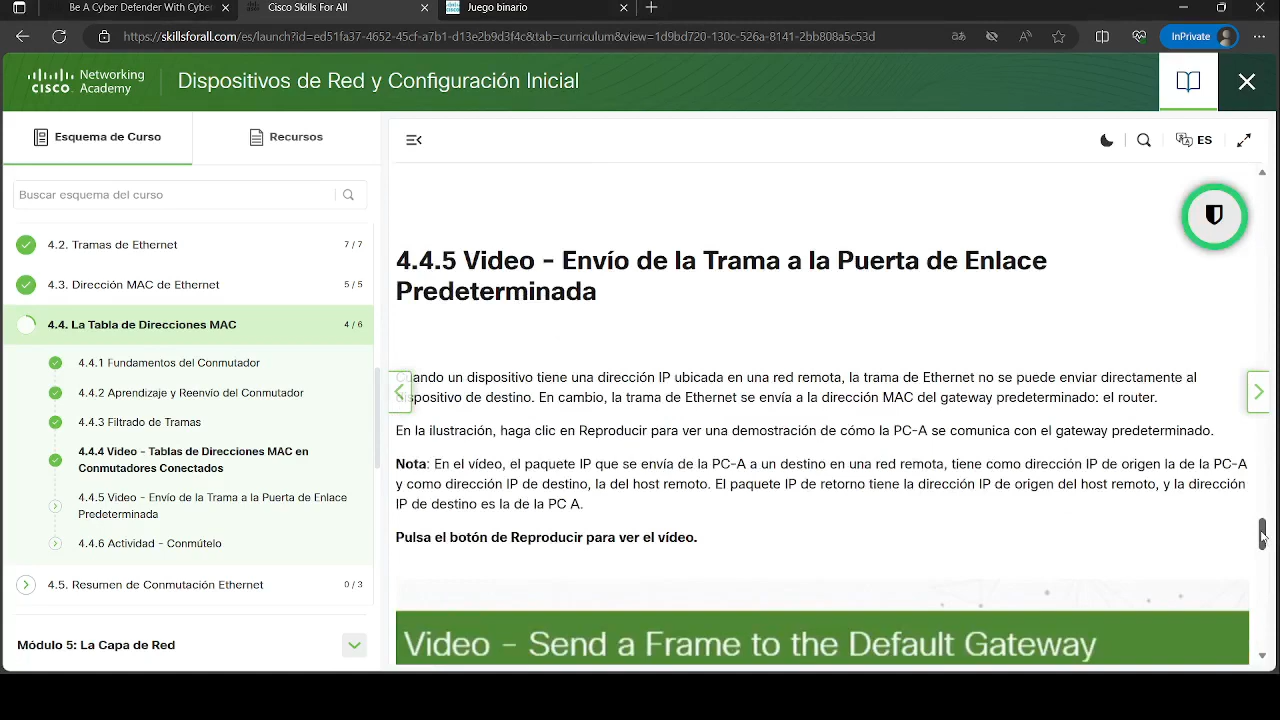 Be A Cyber Defender With Cyber
Cisco Skills For All
Juego binario
https://skillsforall.com/es/launch?id=ed51fa37-4652-45cf-a7b1-d13e2b9d3f4c&tab=curriculum&view=1d9bd720-130c-526a-8141-2bb808a5c53d
InPrivate
CISCO Networking Academy
Dispositivos de Red y Configuración Inicial
Esquema de Curso
Recursos
ES
Buscar esquema del curso
4.2. Tramas de Ethernet 7 / 7
4.3. Dirección MAC de Ethernet 5 / 5
4.4. La Tabla de Direcciones MAC 4 / 6
4.4.1 Fundamentos del Conmutador
4.4.2 Aprendizaje y Reenvío del Conmutador
4.4.3 Filtrado de Tramas
4.4.4 Video - Tablas de Direcciones MAC en
Conmutadores Conectados
4.4.5 Video - Envío de la Trama a la Puerta de Enlace
Predeterminada
4.4.6 Actividad - Conmútelo
4.5. Resumen de Conmutación Ethernet 0 / 3
Módulo 5: La Capa de Red
4.4.5 Video - Envío de la Trama a la Puerta de Enlace
Predeterminada
Cuando un dispositivo tiene una dirección IP ubicada en una red remota, la trama de Ethernet no se puede enviar directamente al
dispositivo de destino. En cambio, la trama de Ethernet se envía a la dirección MAC del gateway predeterminado: el router.
En la ilustración, haga clic en Reproducir para ver una demostración de cómo la PC-A se comunica con el gateway predeterminado.
Nota: En el vídeo, el paquete IP que se envía de la PC-A a un destino en una red remota, tiene como dirección IP de origen la de la PC-A
y como dirección IP de destino, la del host remoto. El paquete IP de retorno tiene la dirección IP de origen del host remoto, y la dirección
IP de destino es la de la PC A.
Pulsa el botón de Reproducir para ver el vídeo.
Video - Send a Frame to the Default Gateway